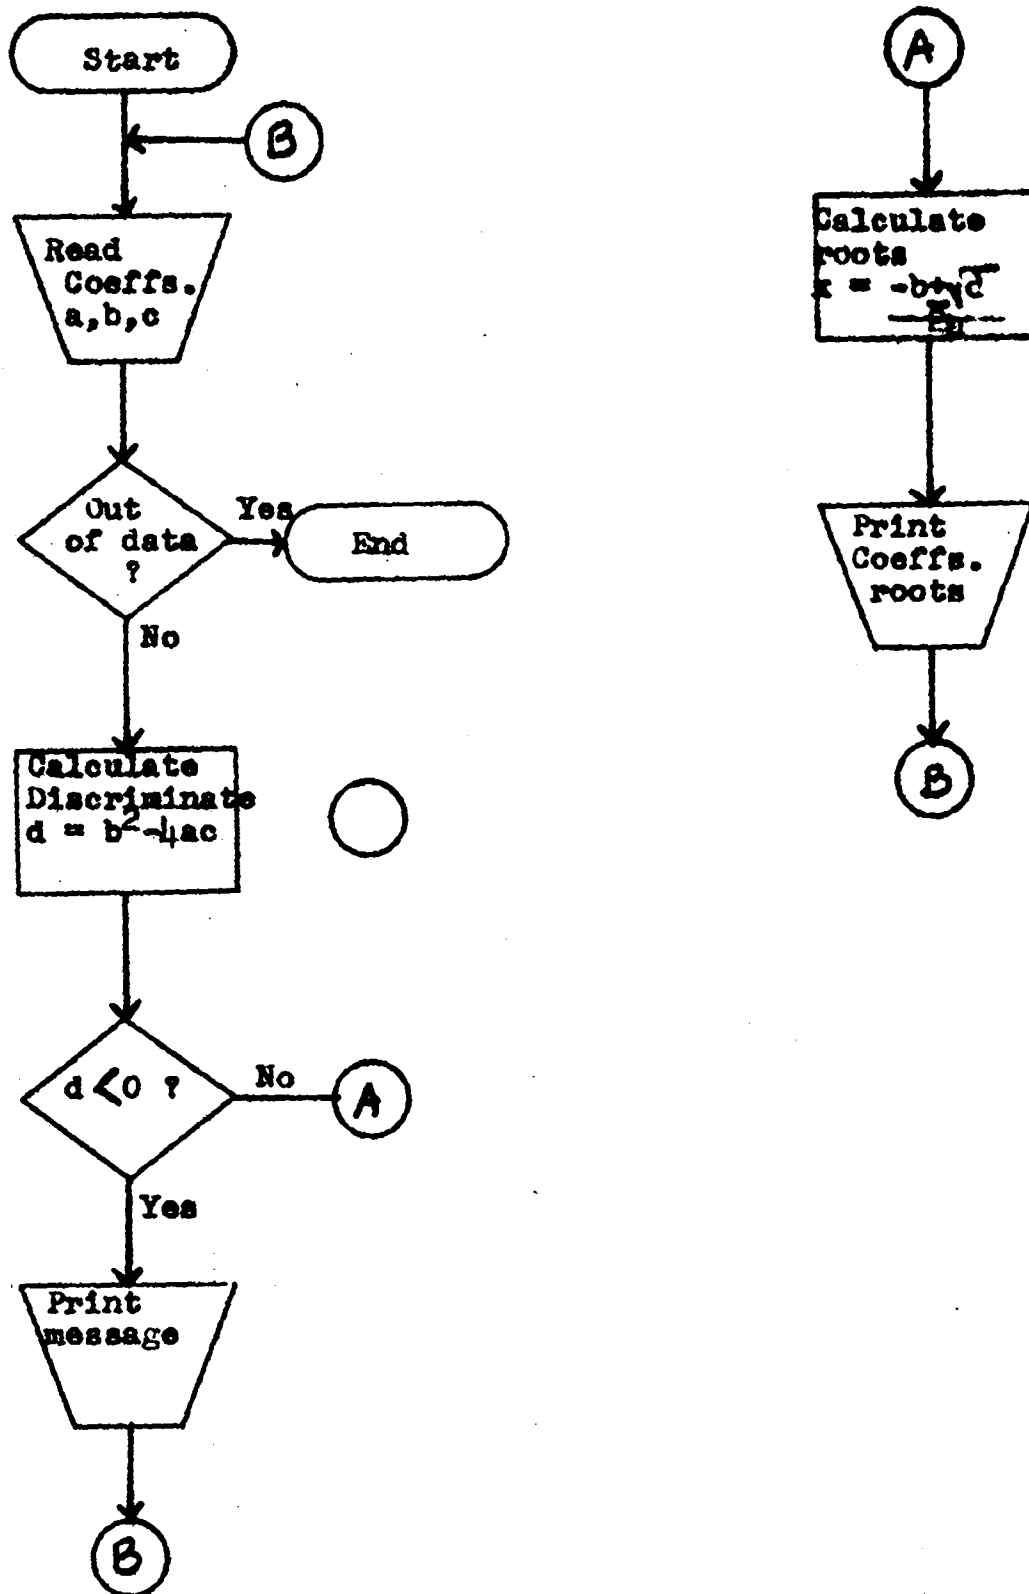 Start
B
Read
Coeffs.
a,b,c
Out
of data
?
Yes
End
No
Calculate
Discriminate
d = b²-4ac
d <0 ?
No
A
Yes
Print
message
B
A
Calculate
roots
x = -b+√d
Print
Coeffs.
roots
B